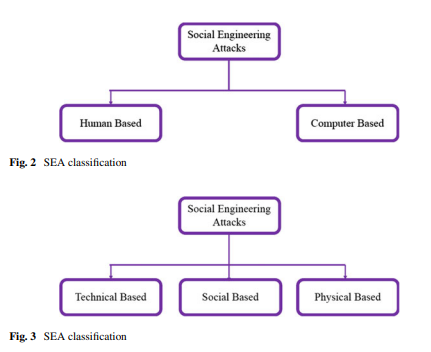 Social Engineering
Attacks
Human Based
Computer Based
Fig. 2 SEA classification
Social Engineering
Attacks
Technical Based
Social Based
Physical Based
Fig. 3 SEA classification